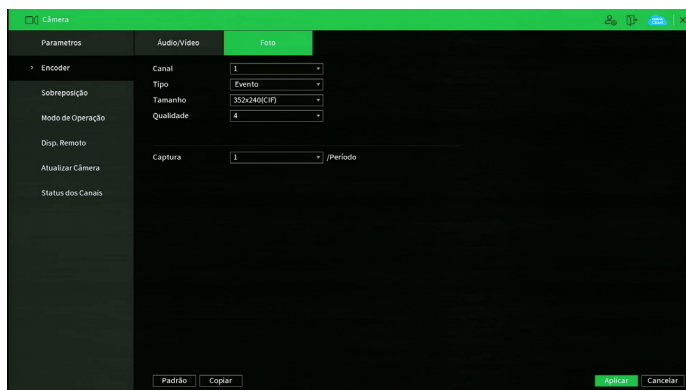 Câmera
Parametros
Áudio/Vídeo
Foto
> Encoder
Canal
1
Sobreposição
Tipo
Evento
Tamanho
352x240(CIF)
Modo de Operação
Qualidade
4
Disp. Remoto
Captura
1
/Período
Atualizar Câmera
Status dos Canais
Padrão
Copiar
Aplicar
Cancelar